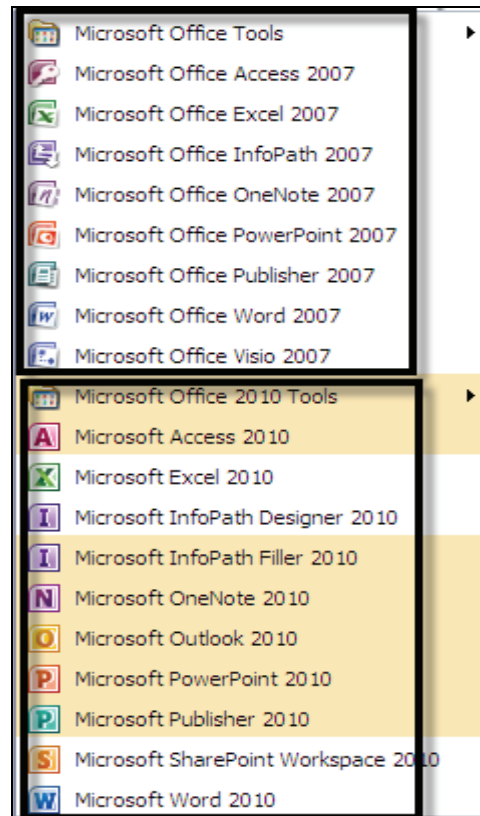 Microsoft Office Tools
Microsoft Office Access 2007
Microsoft Office Excel 2007
Microsoft Office InfoPath 2007
Microsoft Office OneNote 2007
Microsoft Office PowerPoint 2007
Microsoft Office Publisher 2007
Microsoft Office Word 2007
Microsoft Office Visio 2007
Microsoft Office 2010 Tools
Microsoft Access 2010
Microsoft Excel 2010
Microsoft InfoPath Designer 2010
Microsoft InfoPath Filler 2010
Microsoft OneNote 2010
Microsoft Outlook 2010
Microsoft PowerPoint 2010
Microsoft Publisher 2010
Microsoft SharePoint Workspace 2010
Microsoft Word 2010